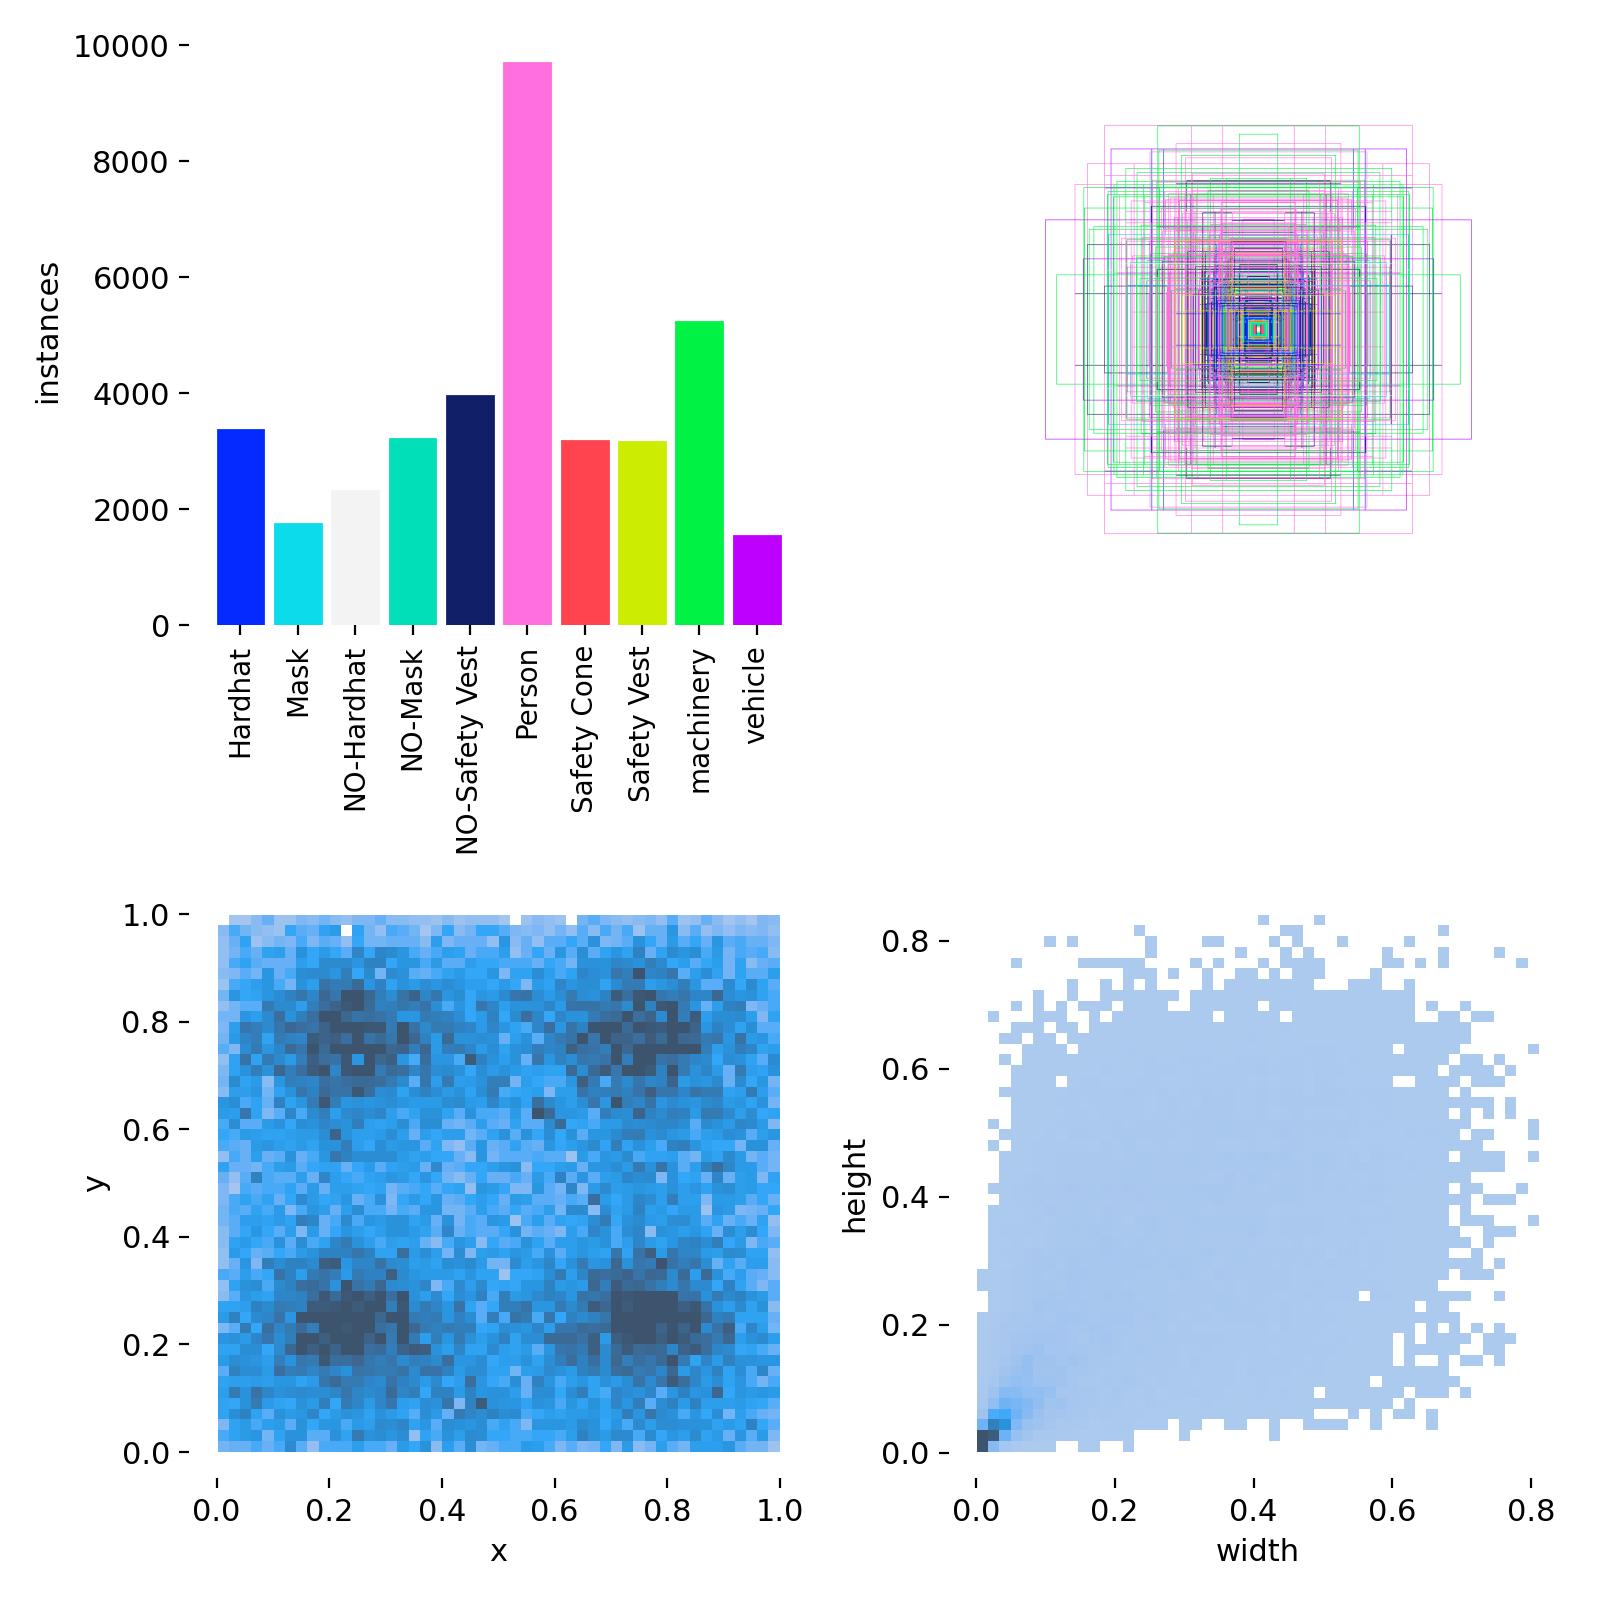 10000
8000
6000
4000
2000
0
instances
Hardhat
Mask
NO-Hardhat
NO-Mask
NO-Safety Vest
Person
Safety Cone
Safety Vest
machinery
vehicle
1.0
0.8
0.6
0.4
0.2
0.0
y
0.0 0.2 0.4 0.6 0.8 1.0
x
0.8
0.6
0.4
0.2
0.0
height
0.0 0.2 0.4 0.6 0.8
width